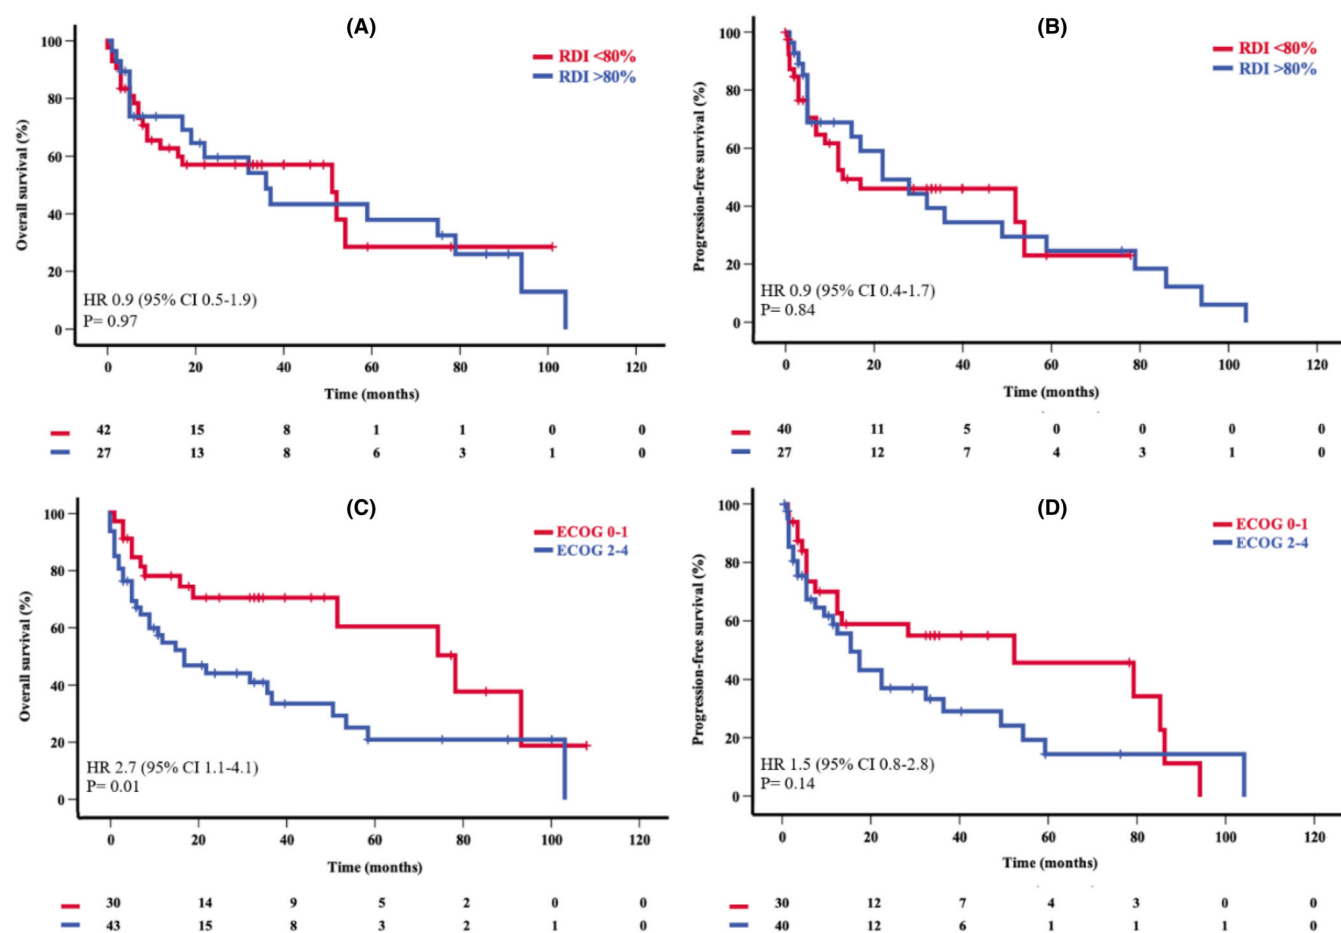 (A)
RDI <80%
RDI >80%
Overall survival (%)
100
80
60
40
20
0
HR 0.9 (95% CI 0.5-1.9)
P= 0.97
0 20 40 60 80 100 120
Time (months)
42 15 8 1 1 0 0
27 13 8 6 3 1 0
(B)
RDI <80%
RDI >80%
Progression-free survival (%)
100
80
60
40
20
0
HR 0.9 (95% CI 0.4-1.7)
P= 0.84
0 20 40 60 80 100 120
Time (months)
40 11 5 0 0 0 0
27 12 7 4 3 1 0
(C)
ECOG 0-1
ECOG 2-4
Overall survival (%)
100
80
60
40
20
0
HR 2.7 (95% CI 1.1-4.1)
P= 0.01
0 20 40 60 80 100 120
Time (months)
30 14 9 5 2 0 0
43 15 8 3 2 1 0
(D)
ECOG 0-1
ECOG 2-4
Progression-free survival (%)
100
80
60
40
20
0
HR 1.5 (95% CI 0.8-2.8)
P= 0.14
0 20 40 60 80 100 120
Time (months)
30 12 7 4 3 0 0
40 12 6 1 1 1 0